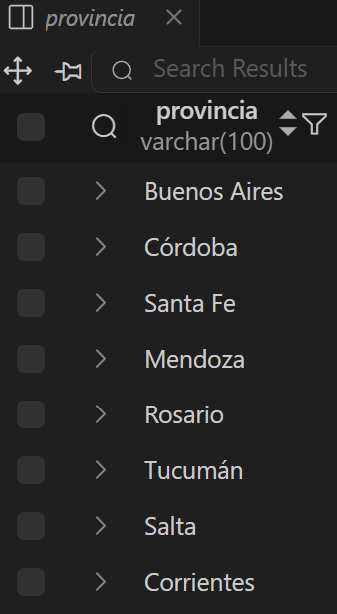 provincia
Search Results
provincia
varchar(100)
Buenos Aires
Córdoba
Santa Fe
Mendoza
Rosario
Tucumán
Salta
Corrientes